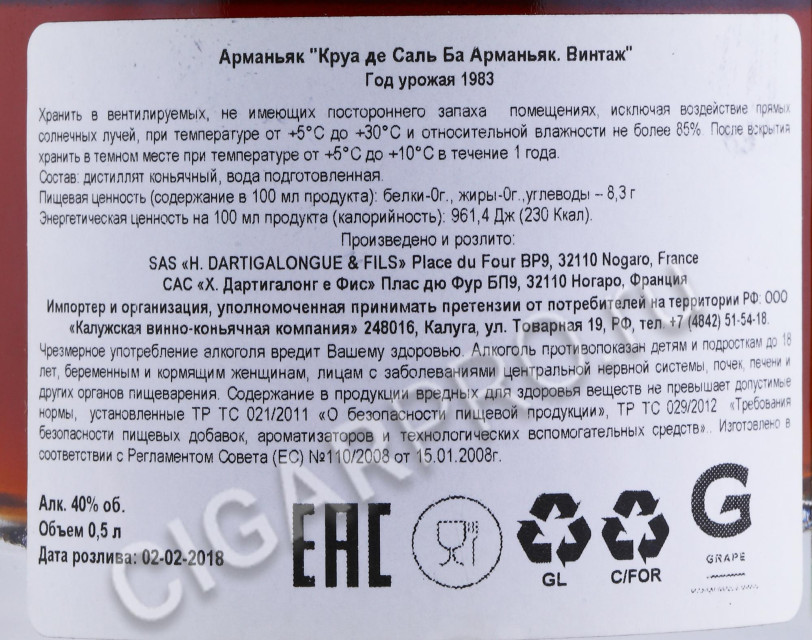 Арманьяк "Круа де Саль Ба Арманьяк. Винтаж"
Год урожая 1983
Хранить в вентилируемых, не имеющих постороннего запаха помещениях, исключая воздействие прямых
солнечных лучей, при температуре от +5°С до +30°С и относительной влажности не более 85%. После вскрытия
хранить в темном месте при температуре от +5°С до +10°С в течение 1 года.
Состав: дистиллят коньячный, вода подготовленная.
Пищевая ценность (содержание в 100 мл продукта): белки-0г., жиры-0г.,углеводы – 8,3 г
Энергетическая ценность на 100 мл продукта (калорийность): 961,4 Дж (230 Ккал).
Произведено и розлито:
SAS «H. DARTIGALONGUE & FILS» Place du Four BP9, 32110 Nogaro, France
САС «Х. Дартигалонг е Фис» Плас дю Фур БП9, 32110 Ногаро, Франция
Импортер и организация, уполномоченная принимать претензии от потребителей на территории РФ: ООО
«Калужская винно-коньячная компания» 248016, Калуга, ул. Товарная 19, РФ, тел. +7 (4842) 51-54-18.
Чрезмерное употребление алкоголя вредит Вашему здоровью. Алкоголь противопоказан детям и подросткам до 18
лет, беременным и кормящим женщинам, лицам с заболеваниями центральной нервной системы, почек, печени и
других органов пищеварения. Содержание в продукции вредных для здоровья веществ не превышает допустимые
нормы, установленные ТР ТС 021/2011 «О безопасности пищевой продукции», ТР ТС 029/2012 «Требования
безопасности пищевых добавок, ароматизаторов и технологических вспомогательных средств».. Изготовлено в
соответствии с Регламентом Совета (ЕС) №110/2008 от 15.01.2008г.
Алк. 40% об.
Объем 0,5 л
Дата розлива: 02-02-2018
EAC
GL
C/FOR
G
GRAPE
CIGARPRO.ru